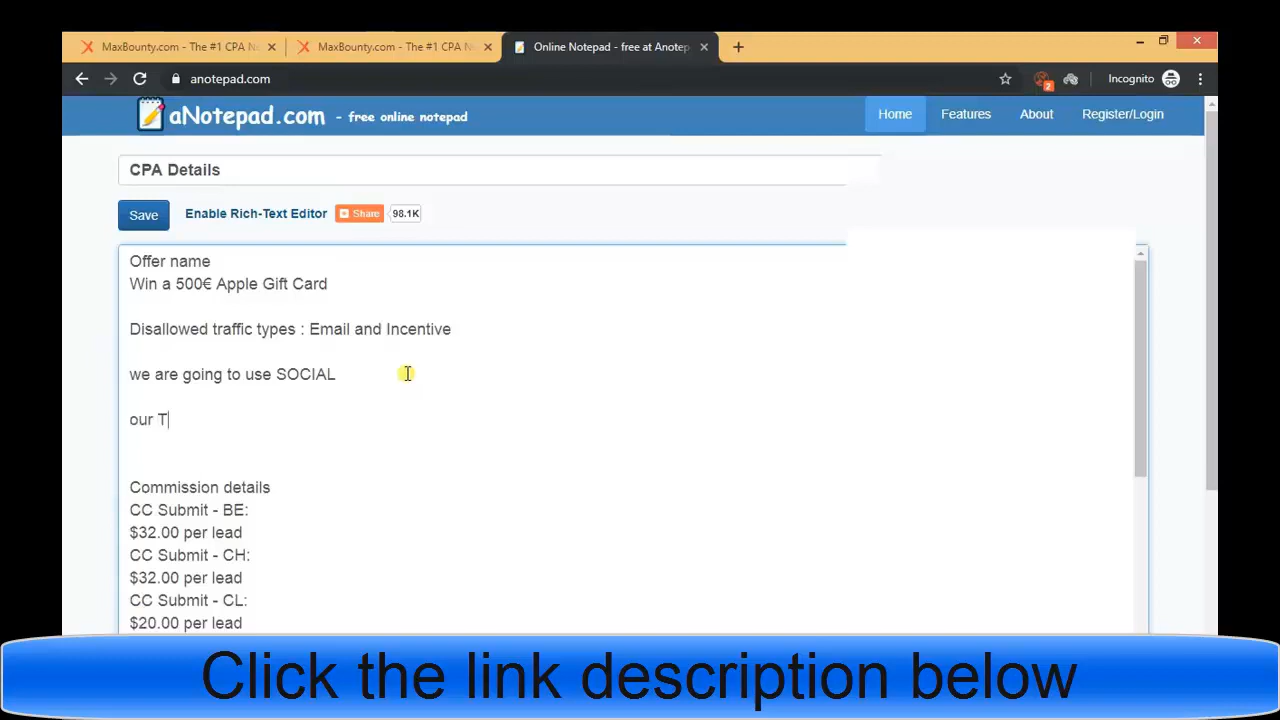 MaxBounty.com - The #1 CPA N
MaxBounty.com - The #1 CPA N
Online Notepad - free at Anotep
anotepad.com
2
Incognito
aNotepad.com - free online notepad
Home
Features
About
Register/Login
CPA Details
Save
Enable Rich-Text Editor
Share
98.1K
Offer name
Win a 500€ Apple Gift Card
Disallowed traffic types : Email and Incentive
we are going to use SOCIAL
our T
Commission details
CC Submit - BE:
$32.00 per lead
CC Submit - CH:
$32.00 per lead
CC Submit - CL:
$20.00 per lead
Click the link description below